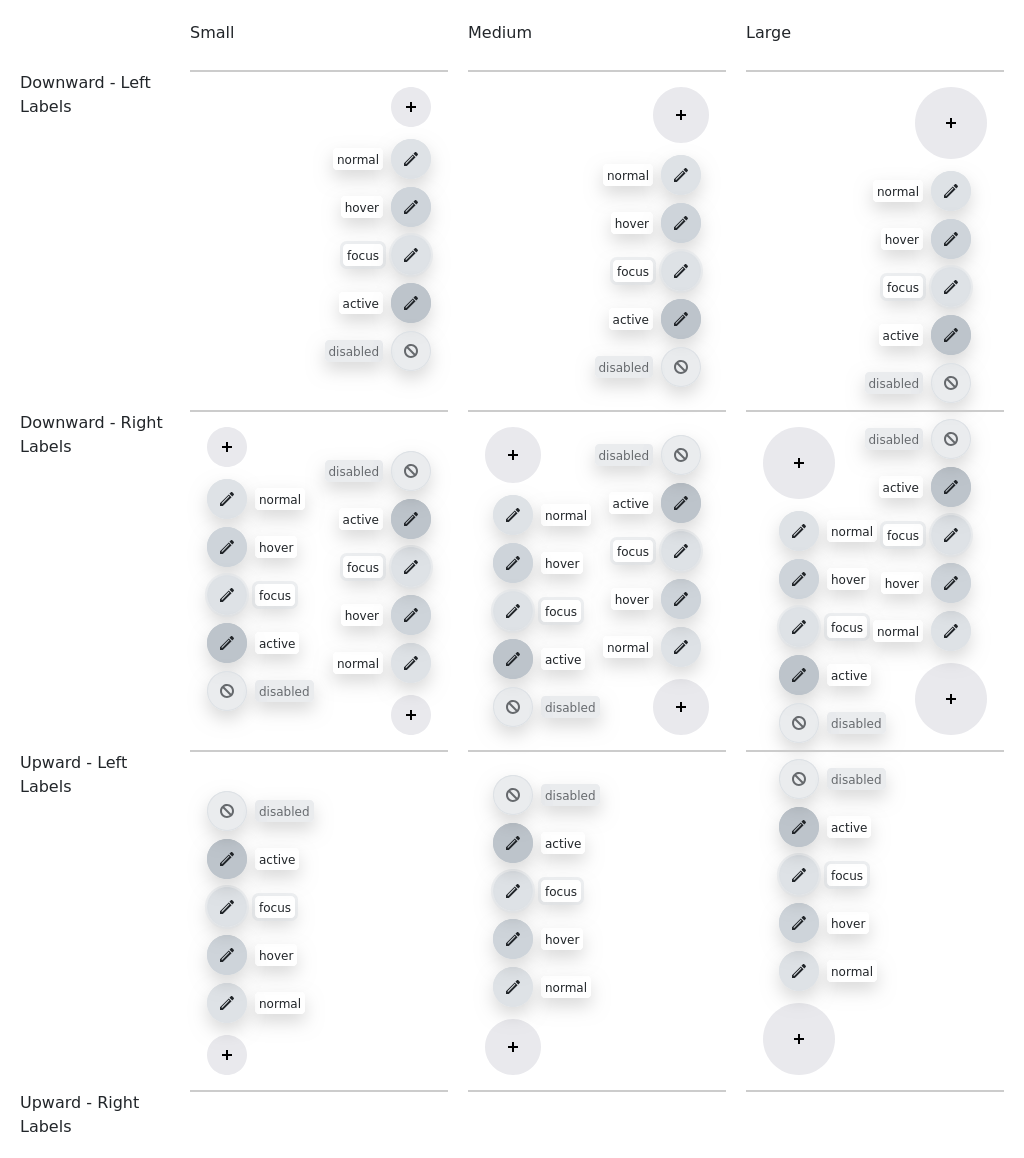 Small
Medium
Large
Downward - Left
Labels
normal
hover
focus
active
disabled
normal
hover
focus
active
disabled
normal
hover
focus
active
disabled
Downward - Right
Labels
normal
hover
focus
active
disabled
disabled
active
focus
hover
normal
normal
hover
focus
active
disabled
disabled
active
focus
hover
normal
normal
hover
focus
active
disabled
disabled
active
focus
hover
normal
Upward - Left
Labels
disabled
active
focus
hover
normal
disabled
active
focus
hover
normal
disabled
active
focus
hover
normal
Upward - Right
Labels